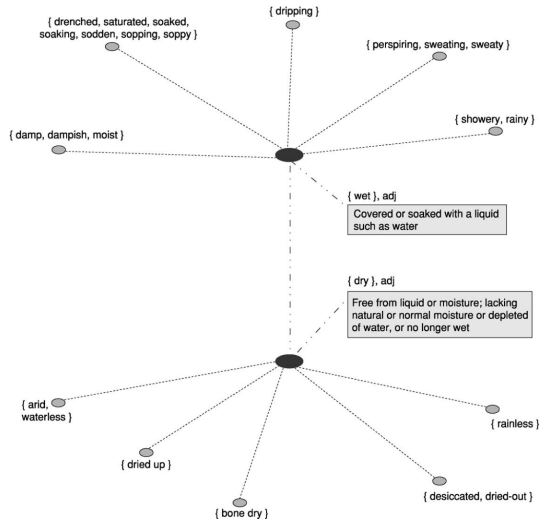 { dripping }
{ drenched, saturated, soaked,
soaking, sodden, sopping, soppy }
{ perspiring, sweating, sweaty }
{ showery, rainy }
{ damp, dampish, moist }
{ wet }, adj
Covered or soaked with a liquid
such as water
{ dry }, adj
Free from liquid or moisture; lacking
natural or normal moisture or depleted
of water, or no longer wet
{ arid,
waterless }
{ rainless }
{ dried up }
{ desiccated, dried-out }
{ bone dry }